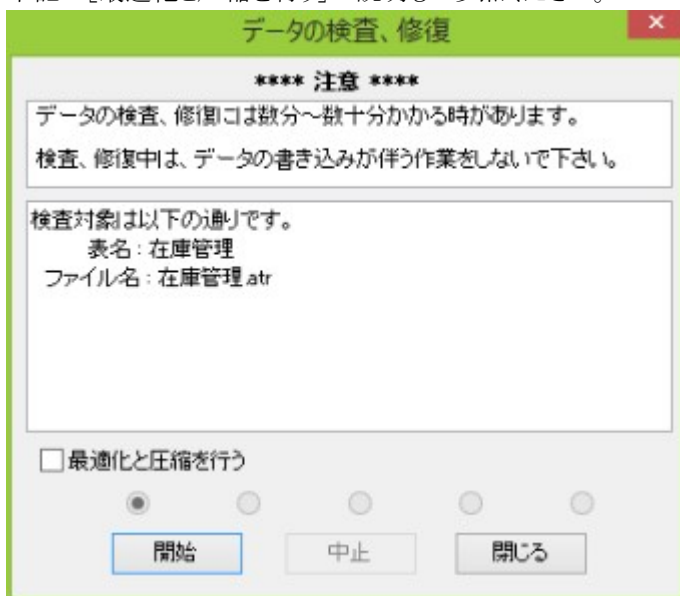 データの検査、修復
**** 注意 ****
データの検査、修復には数分～数十分かかる時があります。
検査、修復中は、データの書き込みが伴う作業をしないで下さい。
検査対象は以下の通りです。
表名：在庫管理
ファイル名：在庫管理.atr
最適化と圧縮を行う
開始 中止 閉じる